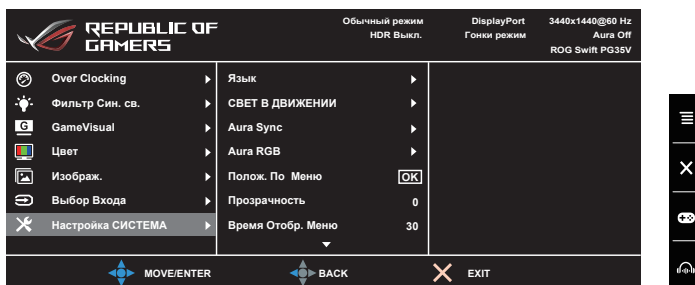 REPUBLIC OF
GAMERS
Обычный режим
HDR Выкл.
DisplayPort
Гонки режим
3440x1440@60 Hz
Aura Off
ROG Swift PG35V
Over Clocking
Фильтр Син. св.
G GameVisual
Цвет
Изображ.
Выбор Входа
Настройка СИСТЕМА
Язык
СВЕТ В ДВИЖЕНИИ
Aura Sync
Aura RGB
Полож. По Меню OK
Прозрачность 0
Время Отобр. Меню 30
MOVE/ENTER BACK EXIT